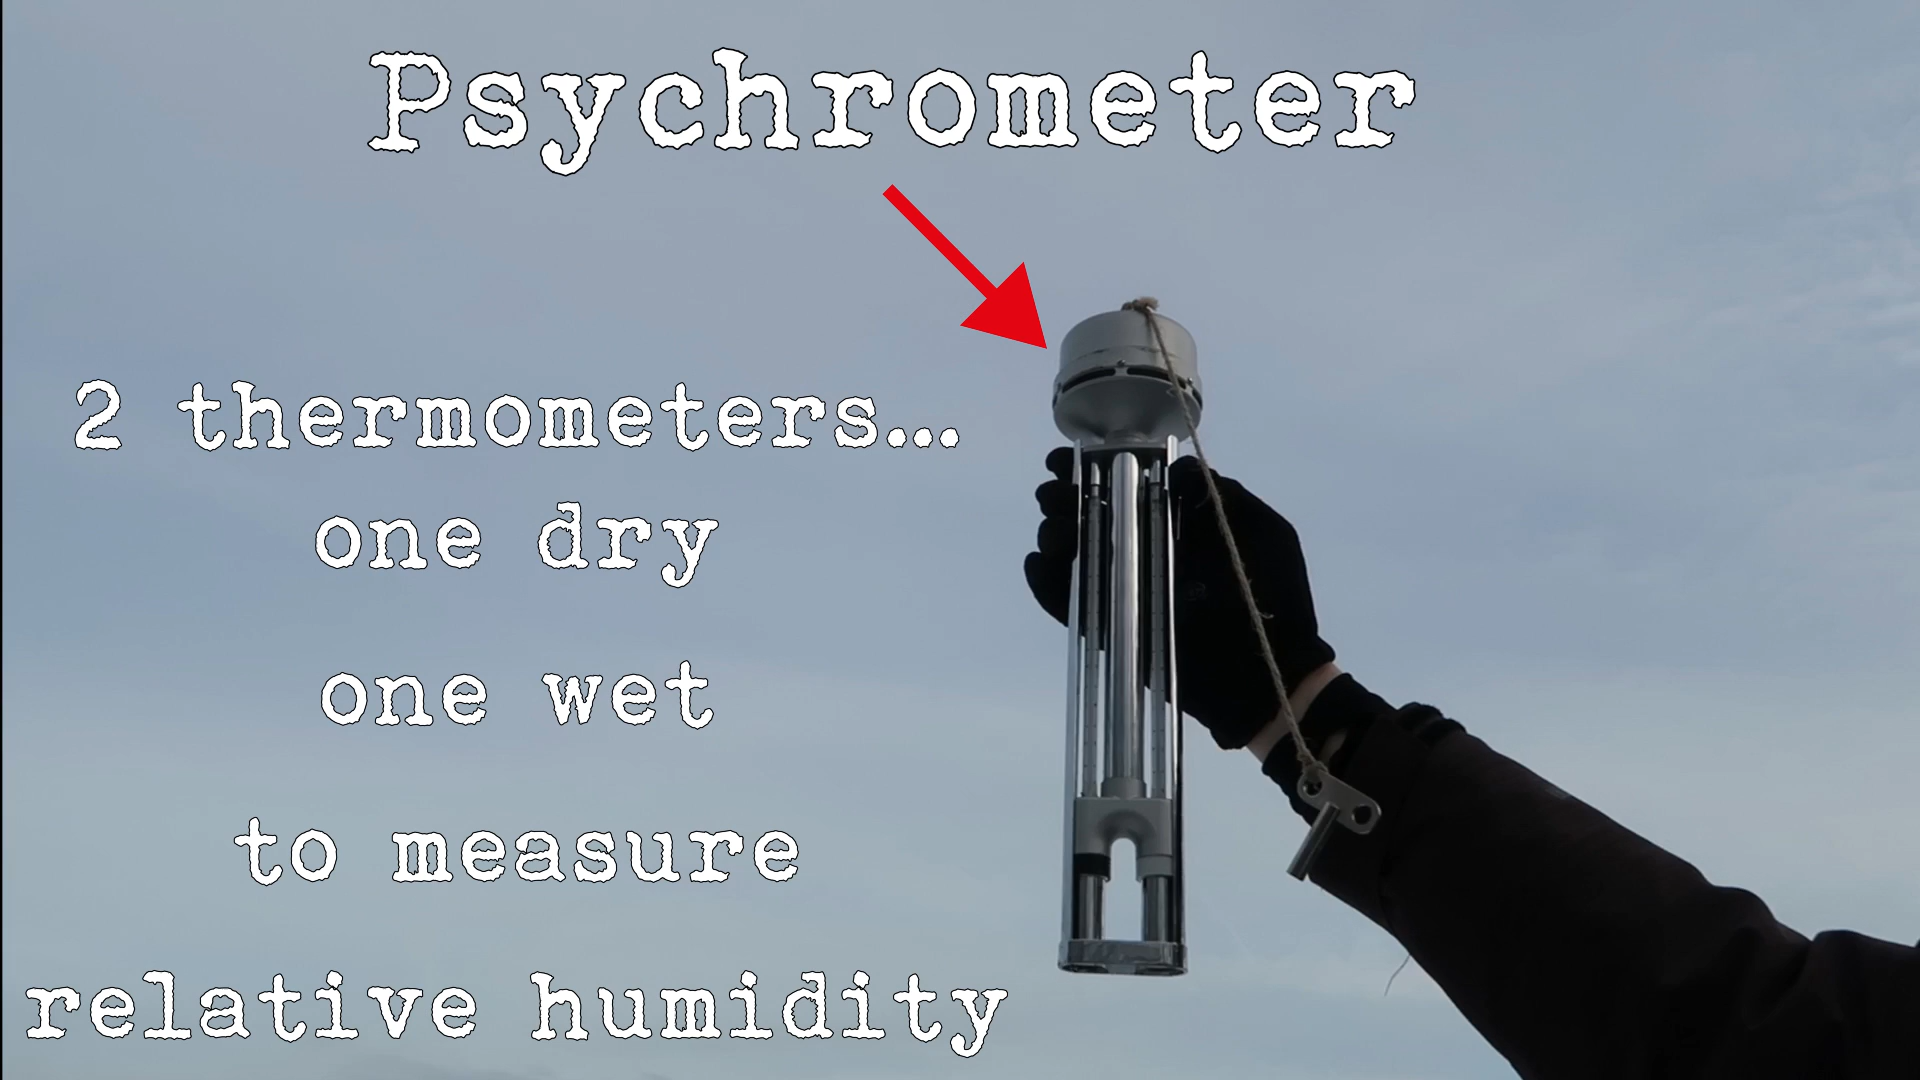 Psychrometer
2 thermometers...
one dry
one wet
to measure
relative humidity